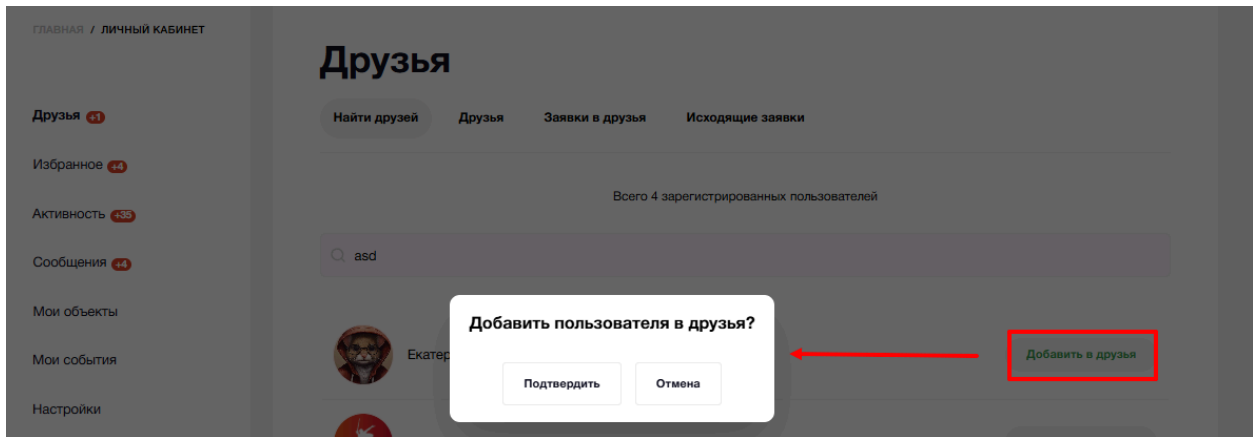 ГЛАВНАЯ / ЛИЧНЫЙ КАБИНЕТ
Друзья
Друзья +1
Найти друзей Друзья Заявки в друзья Исходящие заявки
Избранное +4
Всего 4 зарегистрированных пользователей
Активность +35
asd
Сообщения +4
Мои объекты
Добавить пользователя в друзья?
Мои события
Екатер
Добавить в друзья
Подтвердить Отмена
Настройки